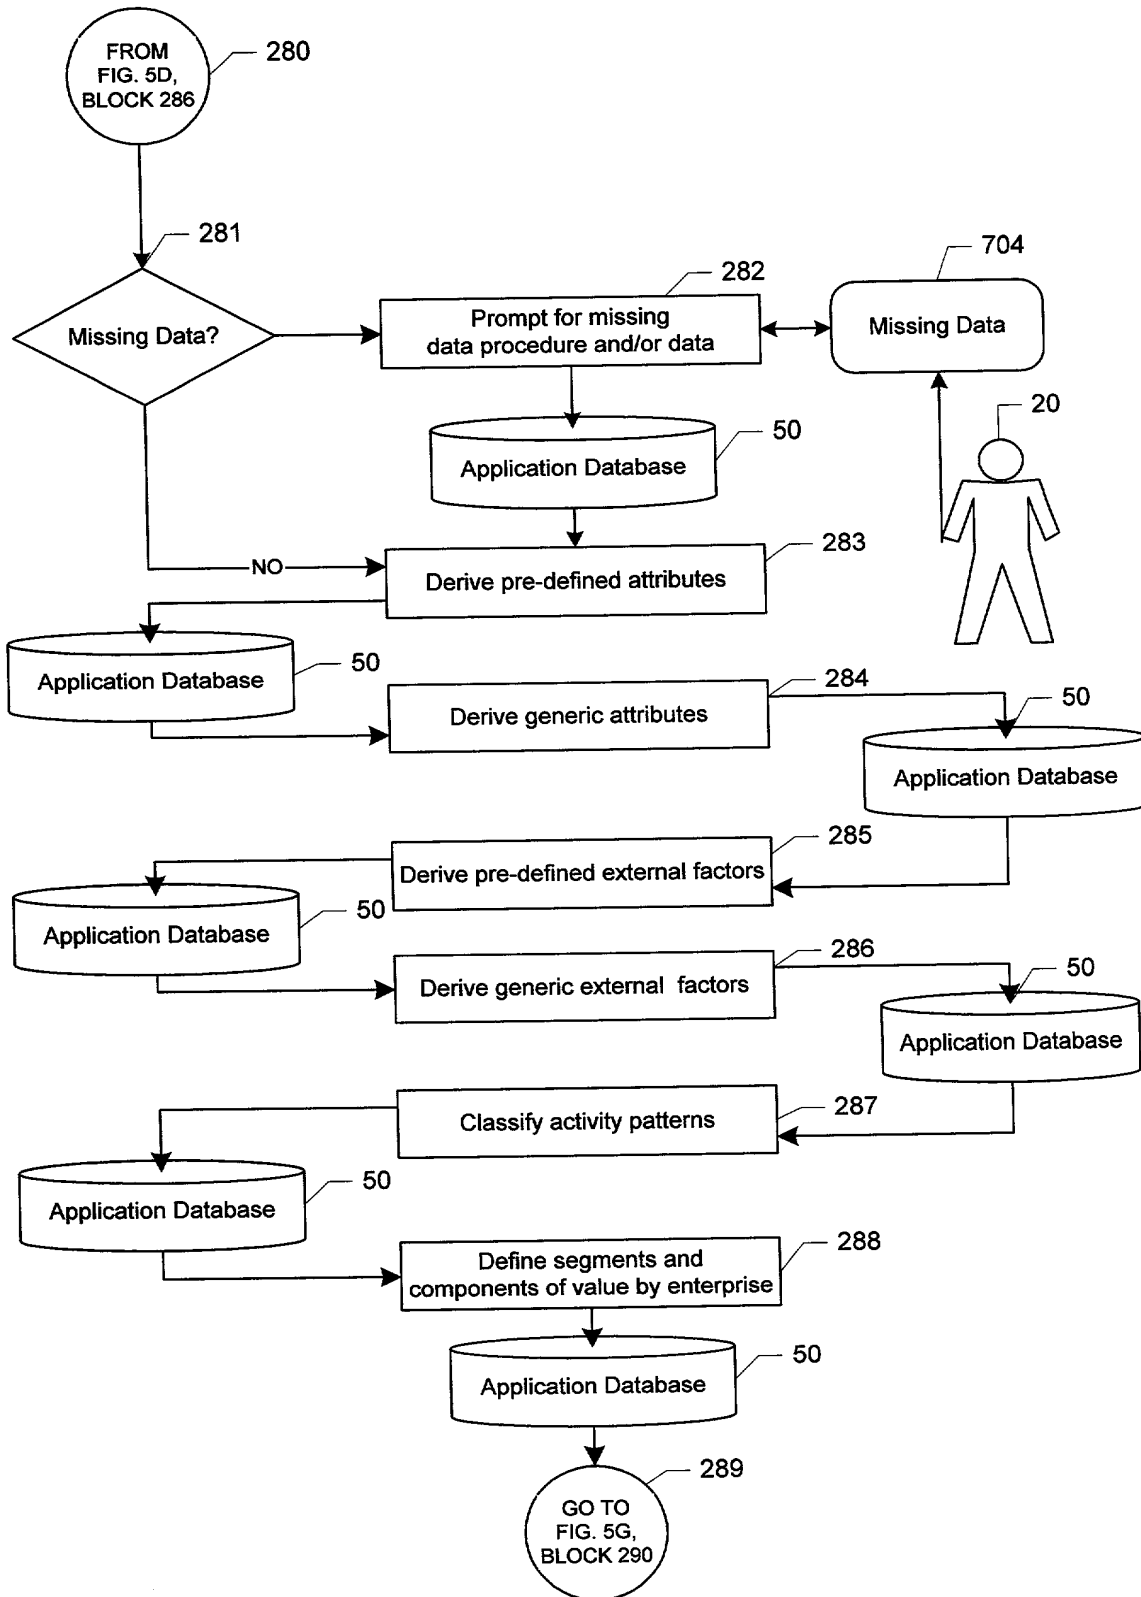 FROM
FIG. 5D,
BLOCK 286
280
281
Missing Data?
282
Prompt for missing
data procedure and/or data
704
Missing Data
20
50
Application Database
NO
283
Derive pre-defined attributes
50
Application Database
284
Derive generic attributes
50
Application Database
285
Derive pre-defined external factors
50
Application Database
286
Derive generic external factors
50
Application Database
287
Classify activity patterns
50
Application Database
288
Define segments and
components of value by enterprise
50
Application Database
289
GO TO
FIG. 5G,
BLOCK 290